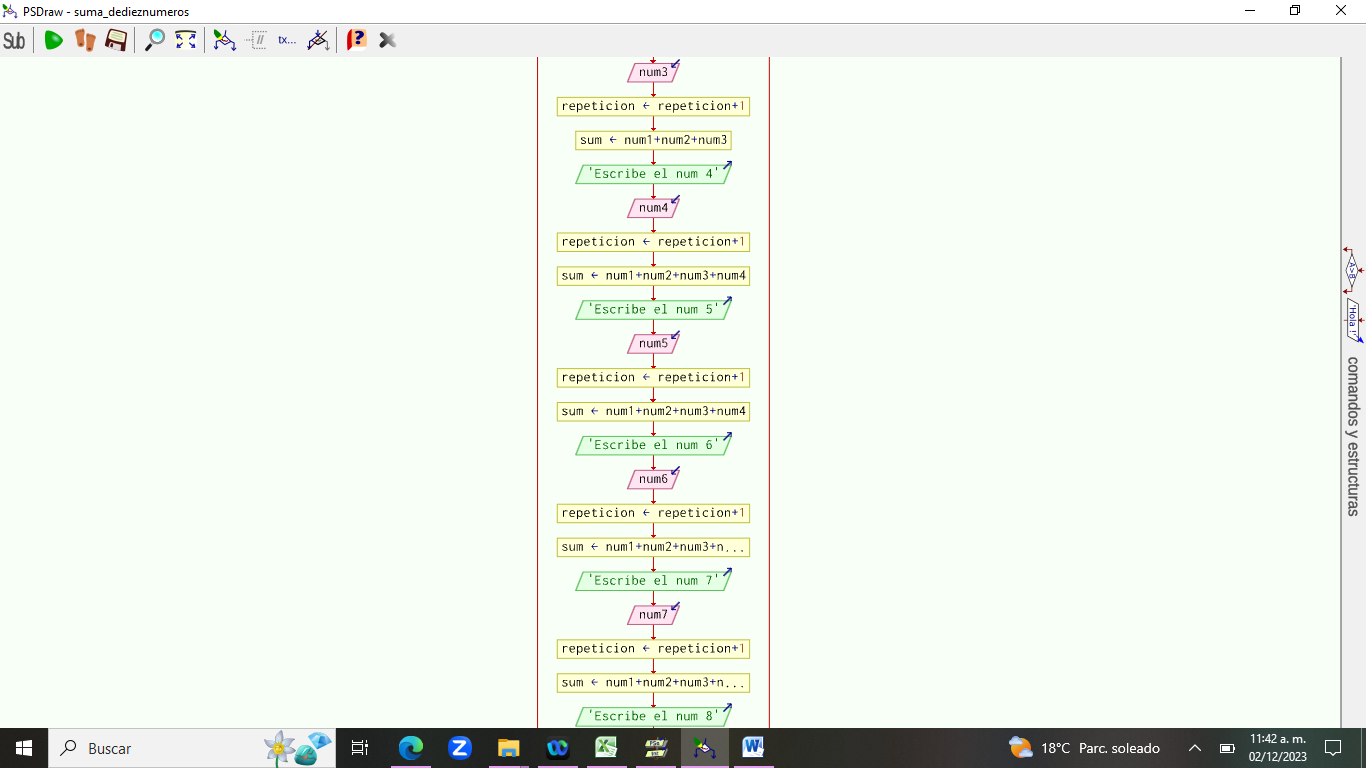 PSDraw - suma_dedieznumeros
Sub
tx...
num3
repeticion ← repeticion+1
sum ← num1+num2+num3
'Escribe el num 4'
num4
repeticion ← repeticion+1
sum ← num1+num2+num3+num4
'Escribe el num 5'
num5
repeticion ← repeticion+1
sum ← num1+num2+num3+num4
'Escribe el num 6'
num6
repeticion ← repeticion+1
sum ← num1+num2+num3+n...
'Escribe el num 7'
num7
repeticion ← repeticion+1
sum ← num1+num2+num3+n...
'Escribe el num 8'
A>B
'Hola !'
comandos y estructuras
Buscar
18°C Parc. soleado
11:42 a. m.
02/12/2023